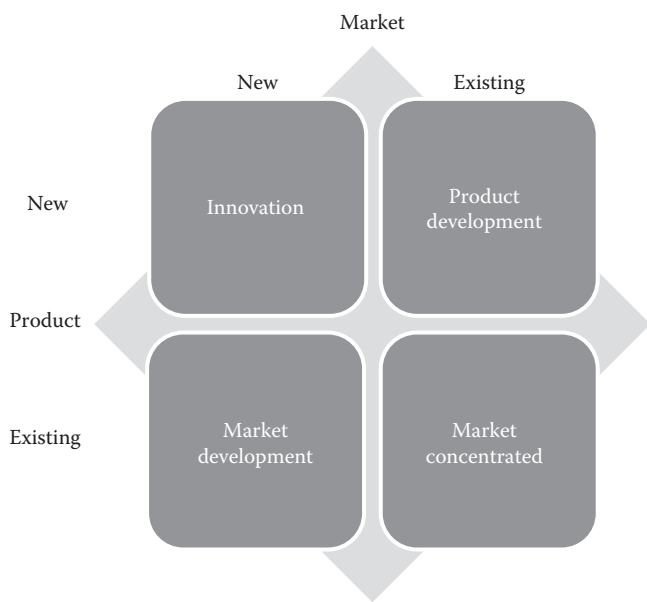 Market
New
Existing
New
Innovation
Product
development
Product
Existing
Market
development
Market
concentrated